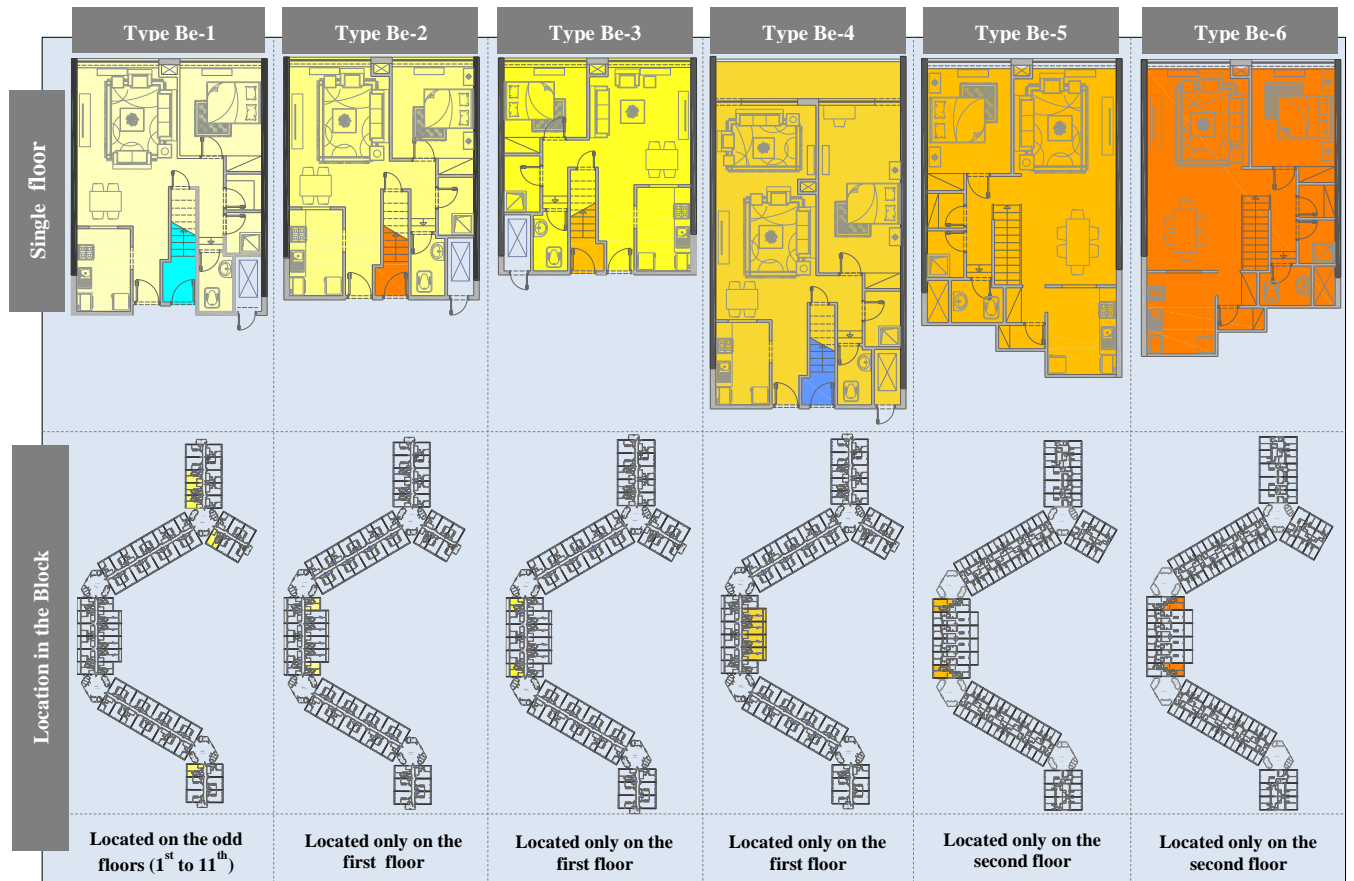 Type Be-1
Type Be-2
Type Be-3
Type Be-4
Type Be-5
Type Be-6
Single floor
Location in the Block
Located on the odd
floors (1st to 11th)
Located only on the
first floor
Located only on the
first floor
Located only on the
first floor
Located only on the
second floor
Located only on the
second floor